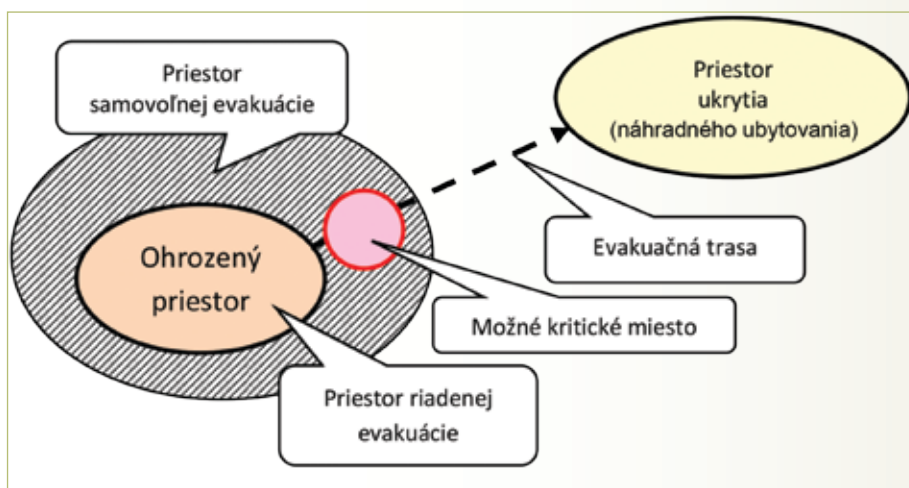 Priestor
samovoľnej evakuácie
Priestor
ukrytia
(náhradného ubytovania)
Ohrozený
priestor
Evakuačná trasa
Možné kritické miesto
Priestor riadenej
evakuácie